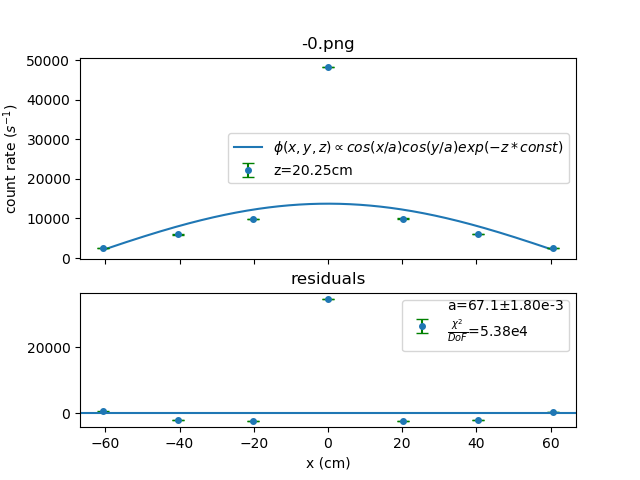 -0.png
50000
40000
30000
20000
10000
0
count rate (s⁻¹)
ϕ(x, y, z) ∝ cos(x/a)cos(y/a)exp(−z * const)
z=20.25cm
residuals
20000
0
a=67.1±1.80e-3
χ²/DoF=5.38e4
−60 −40 −20 0 20 40 60
x (cm)